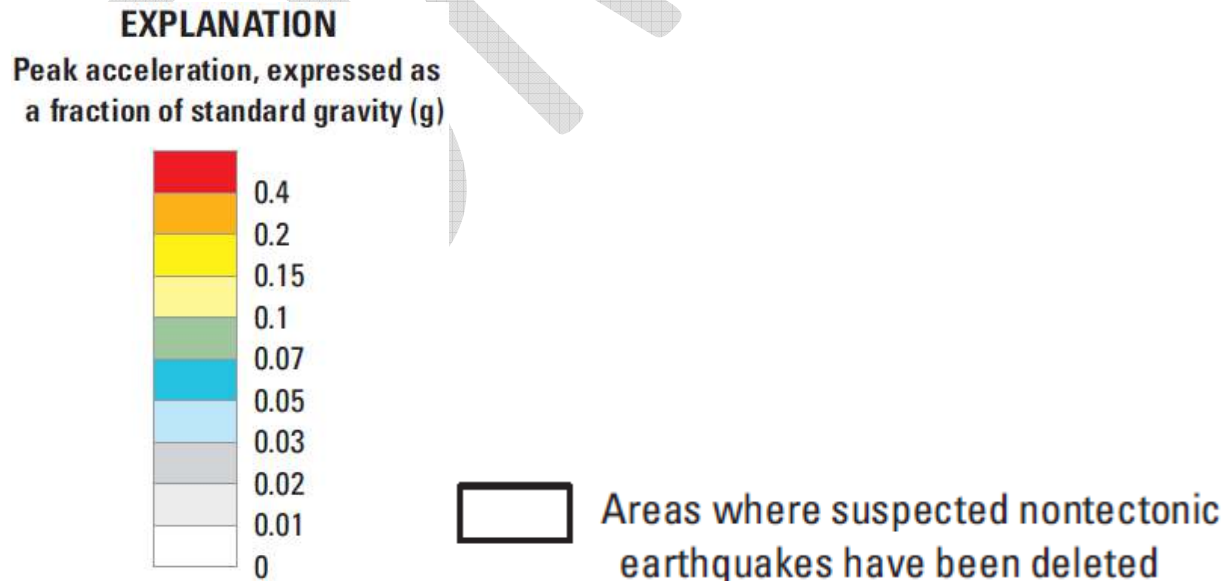 EXPLANATION
Peak acceleration, expressed as
a fraction of standard gravity (g)
0.4
0.2
0.15
0.1
0.07
0.05
0.03
0.02
0.01
0
Areas where suspected nontectonic
earthquakes have been deleted